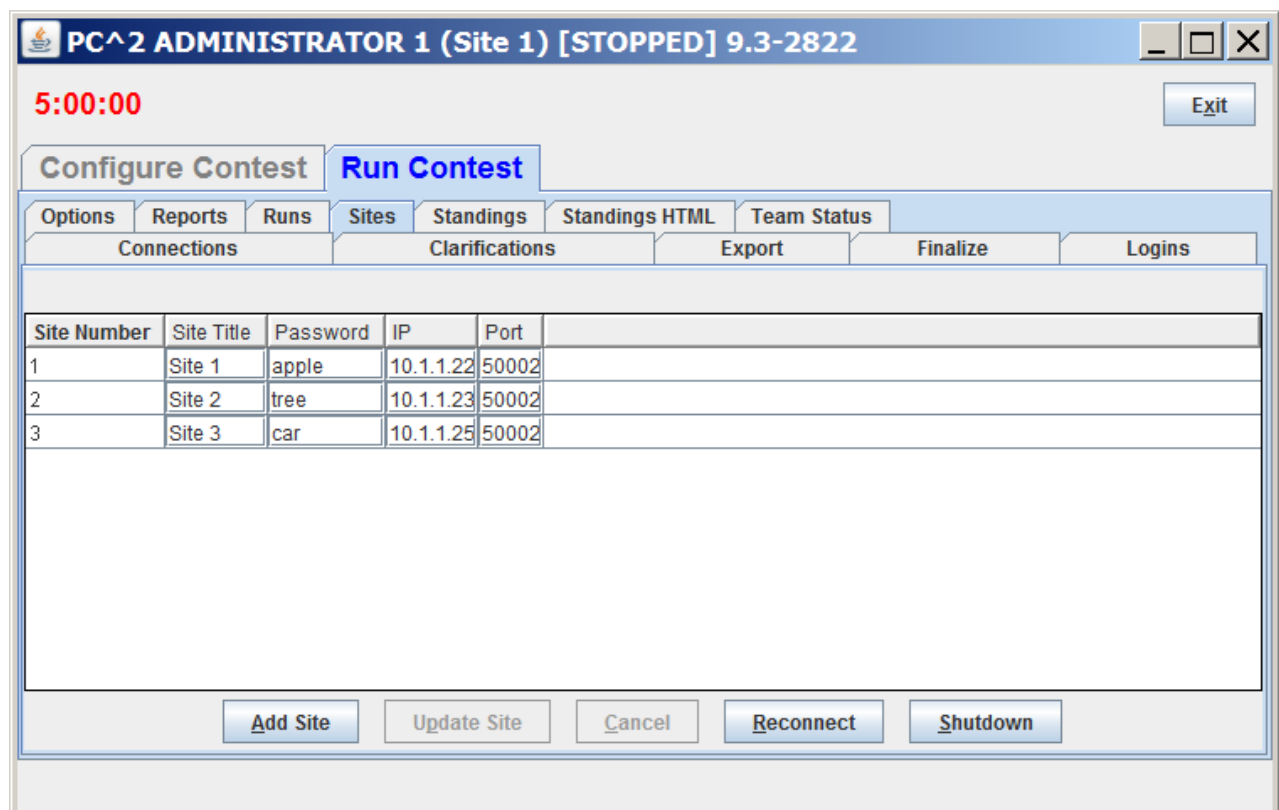 PC^2 ADMINISTRATOR 1 (Site 1) [STOPPED] 9.3-2822
5:00:00
Exit
Configure Contest Run Contest
Options Reports Runs Sites Standings Standings HTML Team Status
Connections Clarifications Export Finalize Logins
Site Number Site Title Password IP Port
1 Site 1 apple 10.1.1.22 50002
2 Site 2 tree 10.1.1.23 50002
3 Site 3 car 10.1.1.25 50002
Add Site Update Site Cancel Reconnect Shutdown